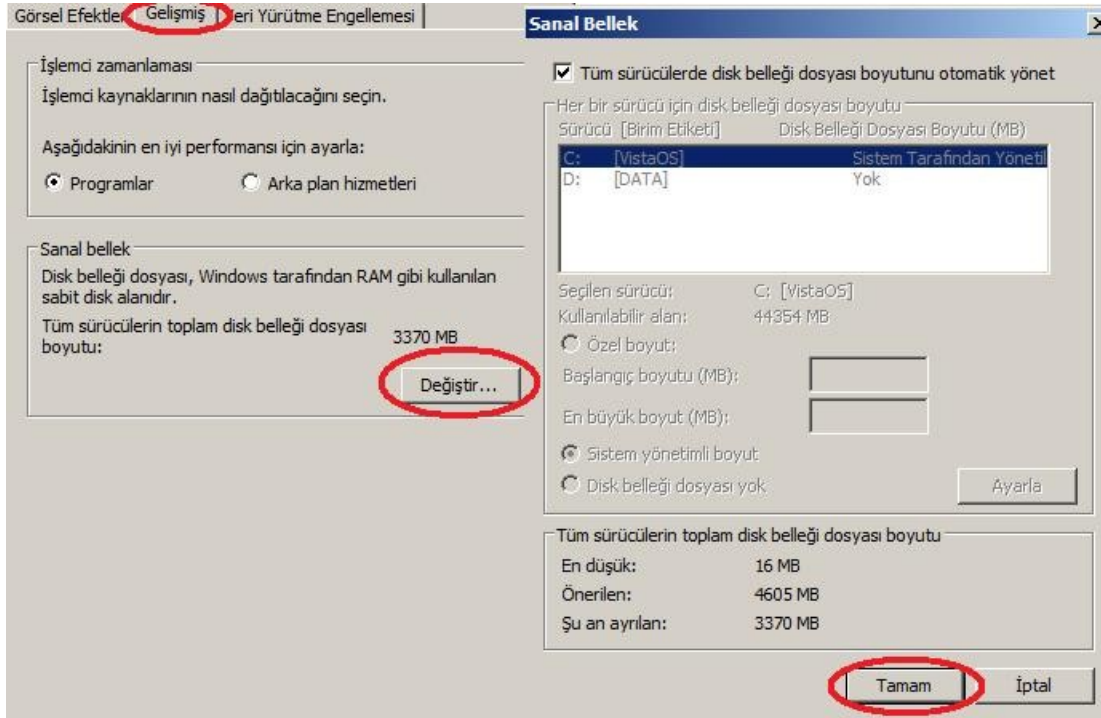 Görsel Efektler
Gelişmiş
Veri Yürütme Engellemesi
İşlemci zamanlaması
İşlemci kaynaklarının nasıl dağıtılacağını seçin.
Aşağıdakinin en iyi performansı için ayarla:
Programlar
Arka plan hizmetleri
Sanal bellek
Disk belleği dosyası, Windows tarafından RAM gibi kullanılan
sabit disk alanıdır.
Tüm sürücülerin toplam disk belleği dosyası
boyutu:
3370 MB
Değiştir...
Sanal Bellek
Tüm sürücülerde disk belleği dosyası boyutunu otomatik yönet
Her bir sürücü için disk belleği dosyası boyutu
Sürücü [Birim Etiketi] Disk Belleği Dosyası Boyutu (MB)
C: [VistaOS] Sistem Tarafından Yönetil
D: [DATA] Yok
Seçilen sürücü: C: [VistaOS]
Kullanılabilir alan: 44354 MB
Özel boyut:
Başlangıç boyutu (MB):
En büyük boyut (MB):
Sistem yönetimli boyut
Disk belleği dosyası yok
Ayarla
Tüm sürücülerin toplam disk belleği dosyası boyutu
En düşük: 16 MB
Önerilen: 4605 MB
Şu an ayrılan: 3370 MB
Tamam
İptal